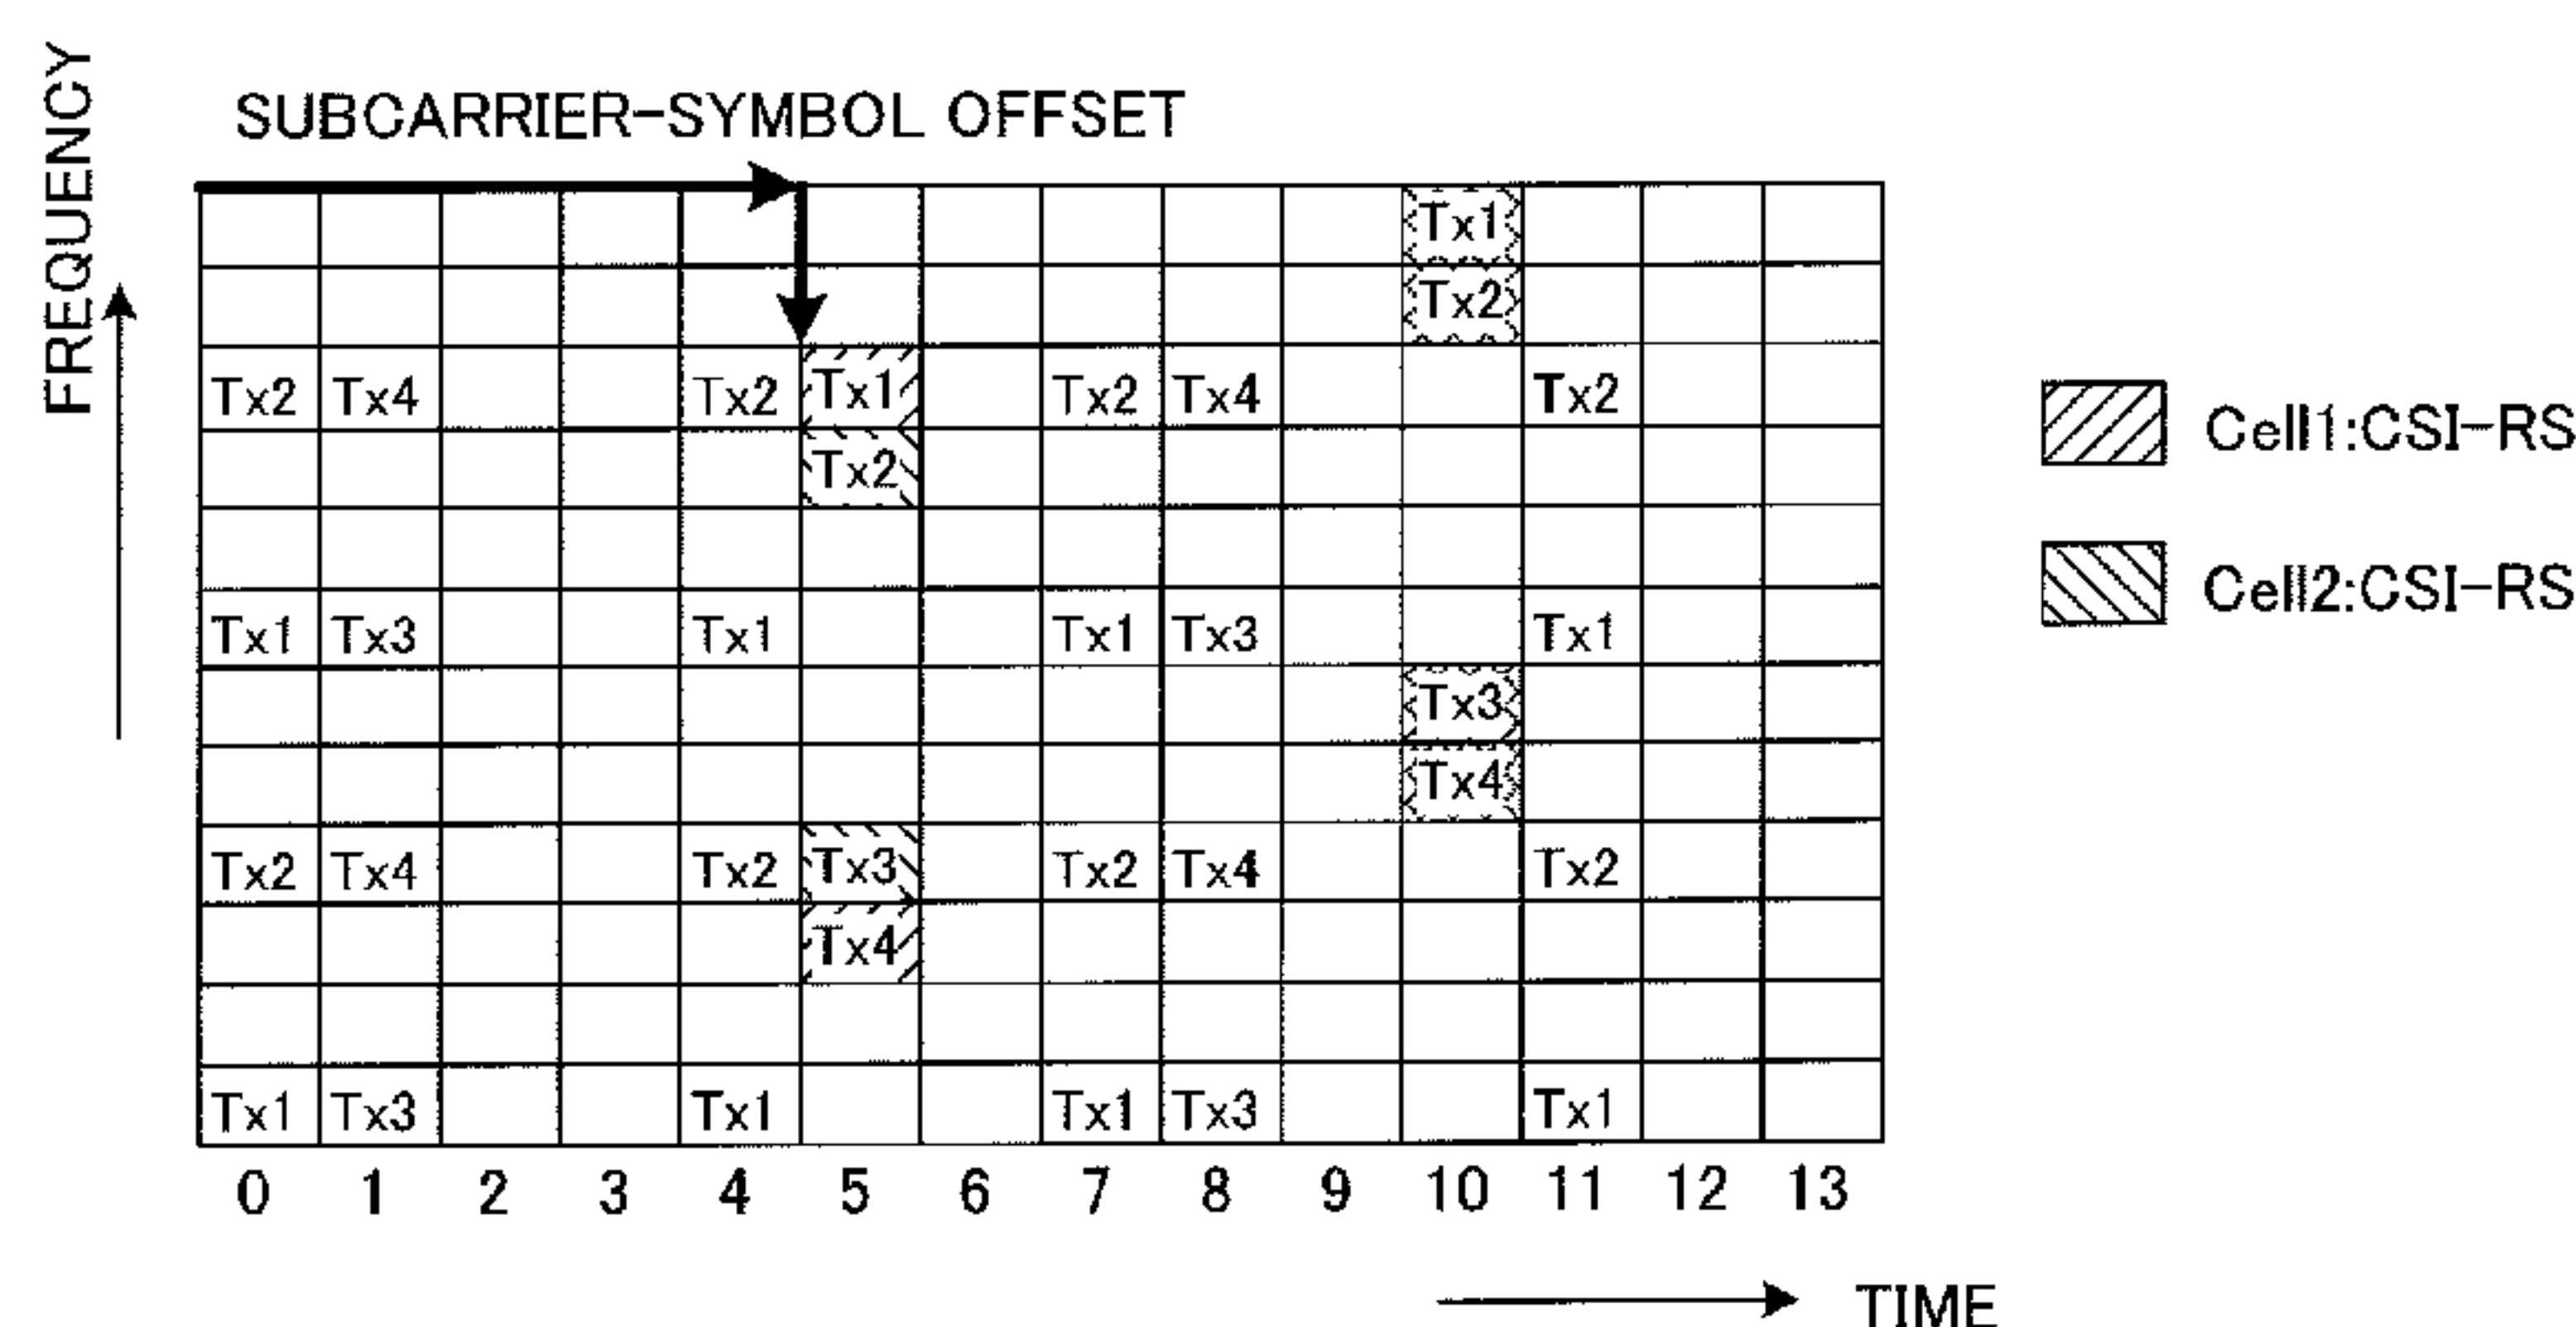 FREQUENCY
SUBCARRIER-SYMBOL OFFSET
Tx1
Tx2
Tx2 Tx4 Tx2 Tx1 Tx2 Tx4 Tx2
Tx2
Tx1 Tx3 Tx1 Tx1 Tx3 Tx1
Tx3
Tx4
Tx2 Tx4 Tx2 Tx3 Tx2 Tx4 Tx2
Tx4
Tx1 Tx3 Tx1 Tx1 Tx3 Tx1
0 1 2 3 4 5 6 7 8 9 10 11 12 13
TIME
Cell1:CSI-RS
Cell2:CSI-RS